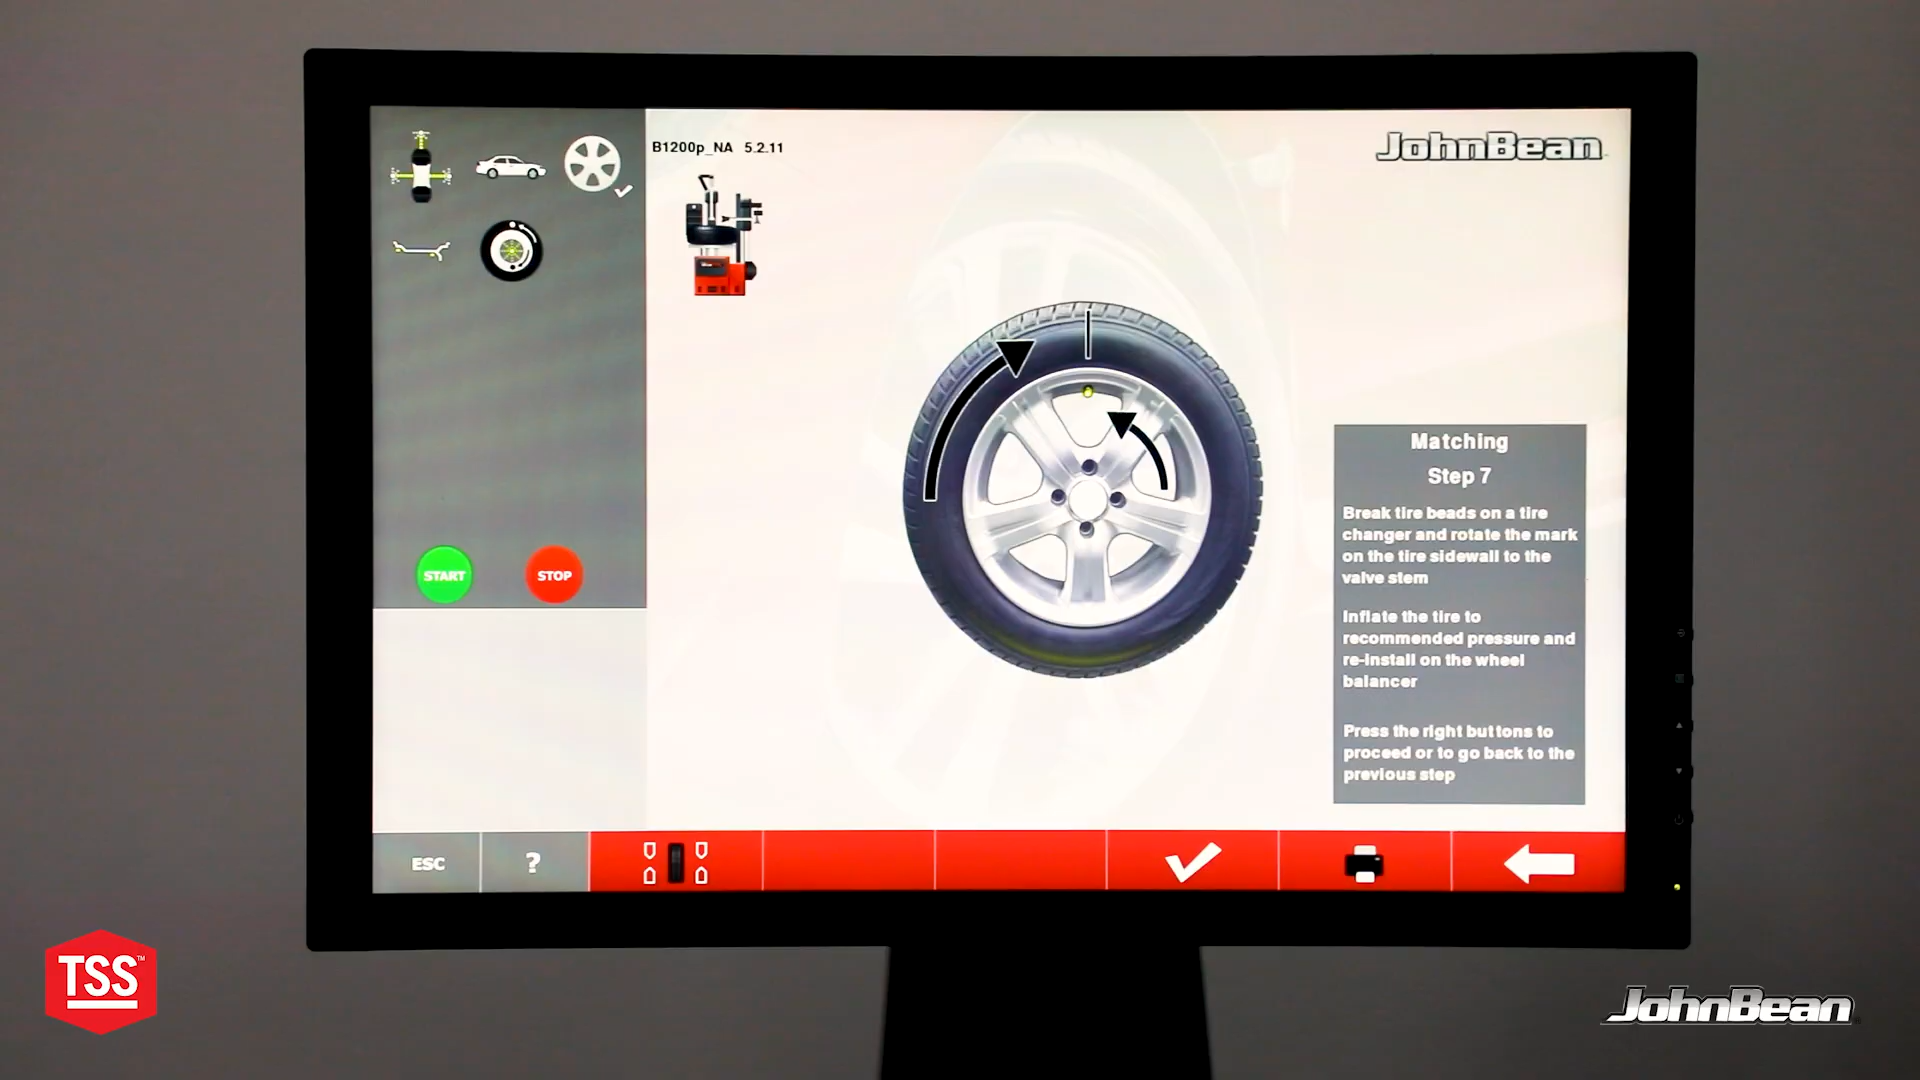 B1200p_NA 5.2.11
JohnBean
START
STOP
Matching
Step 7
Break tire beads on a tire
changer and rotate the mark
on the tire sidewall to the
valve stem
Inflate the tire to
recommended pressure and
re-install on the wheel
balancer
Press the right buttons to
proceed or to go back to the
previous step
ESC
?
TSS™
JohnBean